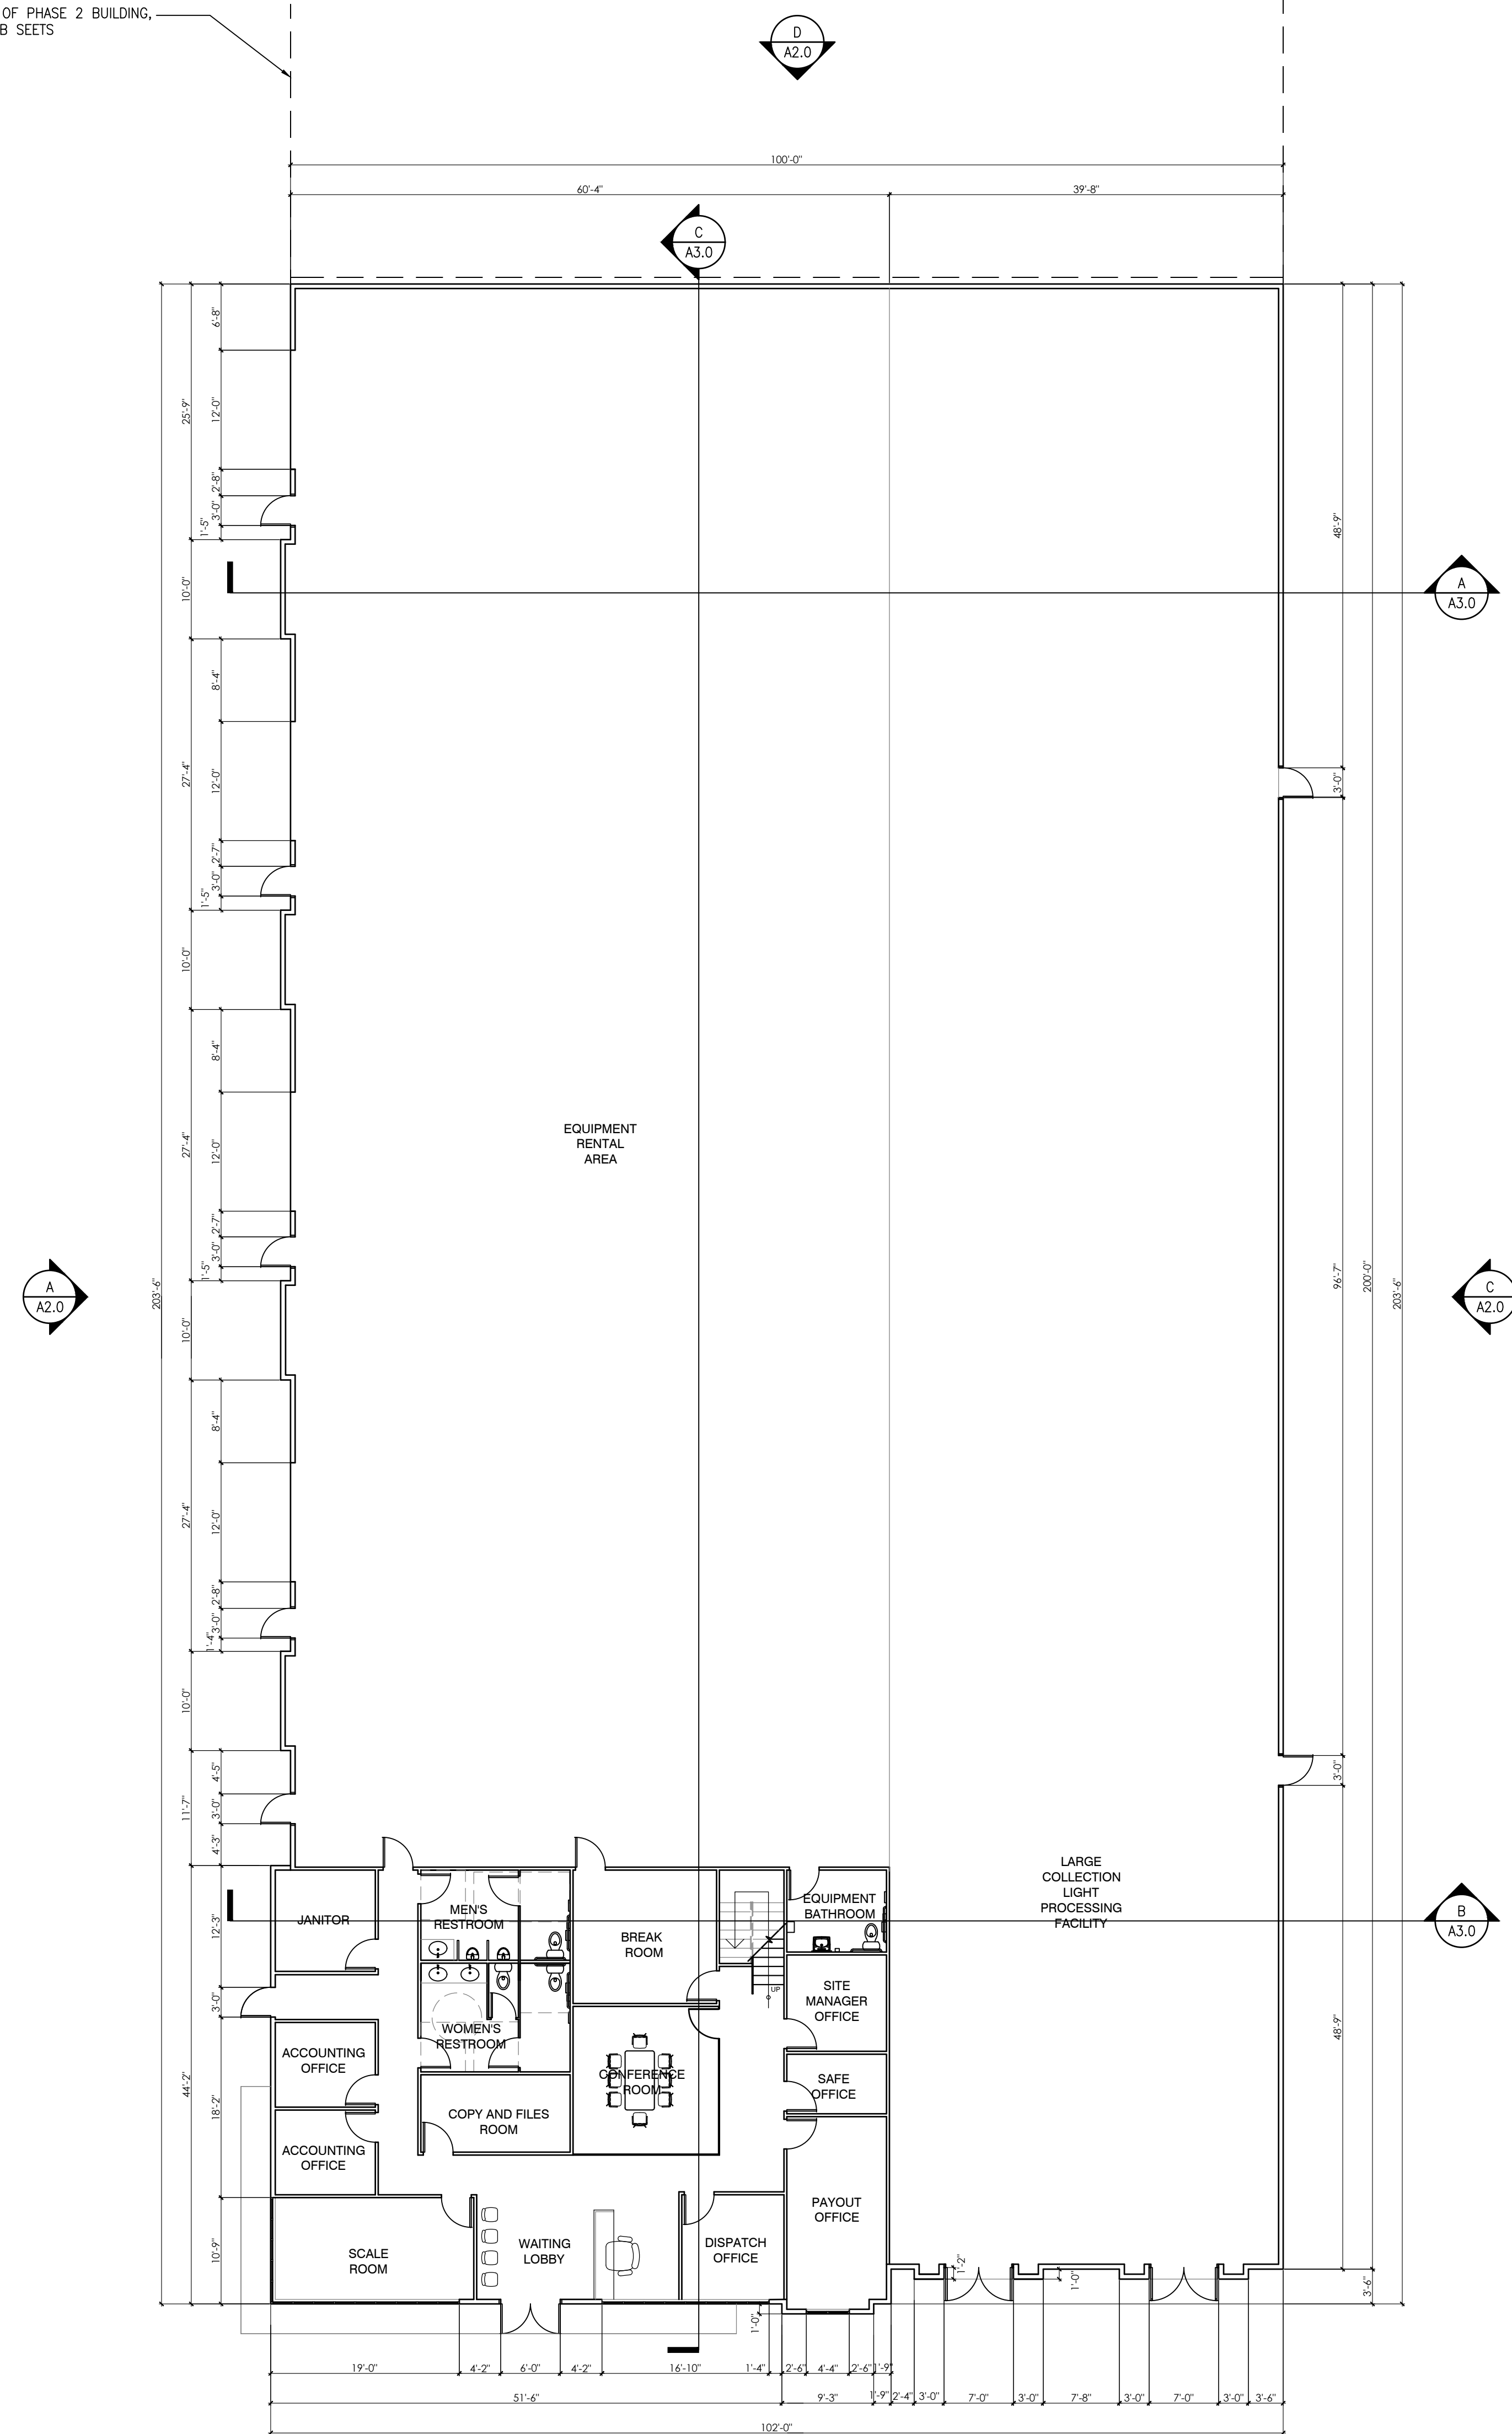 OF PHASE 2 BUILDING,
B SEETS
D
A2.0
100'-0"
60'-4"
39'-8"
C
A3.0
6'-8"
25'-9"
12'-0"
2'-8"
3'-0"
1'-5"
48'-9"
10'-0"
A
A3.0
8'-4"
27'-4"
12'-0"
3'-0"
2'-7"
3'-0"
1'-5"
10'-0"
8'-4"
27'-4"
12'-0"
EQUIPMENT
RENTAL
AREA
2'-7"
3'-0"
1'-5"
A
A2.0
203'-6"
96'-7"
200'-0"
203'-6"
C
A2.0
10'-0"
8'-4"
27'-4"
12'-0"
2'-8"
3'-0"
1'-4"
10'-0"
4'-5"
11'-7"
3'-0"
3'-0"
4'-3"
LARGE
COLLECTION
LIGHT
PROCESSING
FACILITY
12'-3"
JANITOR
MEN'S
RESTROOM
BREAK
ROOM
EQUIPMENT
BATHROOM
B
A3.0
UP
SITE
MANAGER
OFFICE
3'-0"
WOMEN'S
RESTROOM
48'-9"
ACCOUNTING
OFFICE
CONFERENCE
ROOM
SAFE
OFFICE
44'-2"
18'-2"
COPY AND FILES
ROOM
ACCOUNTING
OFFICE
PAYOUT
OFFICE
10'-9"
SCALE
ROOM
WAITING
LOBBY
DISPATCH
OFFICE
1'-2"
1'-0"
3'-6"
1'-0"
19'-0"
4'-2"
6'-0"
4'-2"
16'-10"
1'-4"
2'-6"
4'-4"
2'-6"
1'-9"
51'-6"
9'-3"
1'-9"
2'-4"
3'-0"
7'-0"
3'-0"
7'-8"
3'-0"
7'-0"
3'-0"
3'-6"
102'-0"